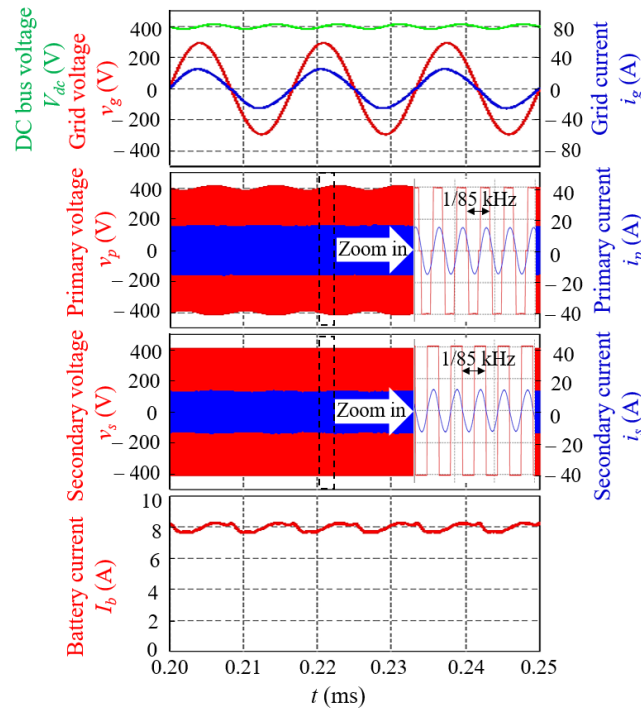 DC bus voltage
V_dc (V)
Grid voltage
v_g (V)
400
200
0
– 200
– 400
80
40
0
– 40
– 80
Grid current
i_g (A)
Primary voltage
v_p (V)
400
200
0
– 200
– 400
Zoom in
1/85 kHz
40
20
0
– 20
– 40
Primary current
i_p (A)
Secondary voltage
v_s (V)
400
200
0
– 200
– 400
Zoom in
1/85 kHz
40
20
0
– 20
– 40
Secondary current
i_s (A)
Battery current
I_b (A)
10
8
6
4
2
0
0.20 0.21 0.22 0.23 0.24 0.25
t (ms)